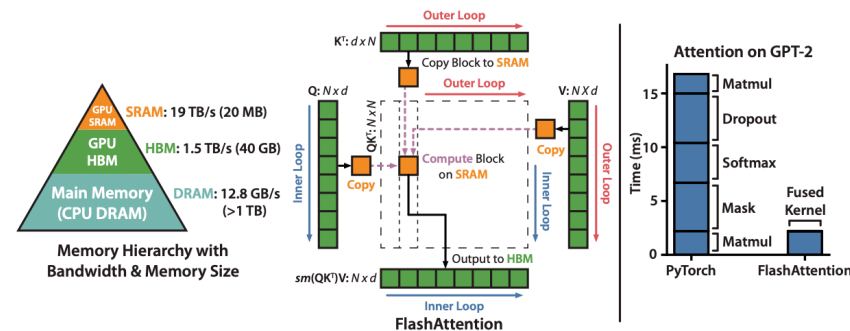 GPU
SRAM
GPU
HBM
Main Memory
(CPU DRAM)
SRAM: 19 TB/s (20 MB)
HBM: 1.5 TB/s (40 GB)
DRAM: 12.8 GB/s
(>1 TB)
Memory Hierarchy with
Bandwidth & Memory Size
Outer Loop
Kᵀ: d x N
Copy Block to SRAM
Outer Loop
Q: N x d
QKᵀ: N x N
V: N X d
Inner Loop
Copy
Compute Block
on SRAM
Copy
Inner Loop
Outer Loop
Output to HBM
sm(QKᵀ)V: N x d
Inner Loop
FlashAttention
Attention on GPT-2
Time (ms)
15
10
5
0
Matmul
Dropout
Softmax
Mask
Matmul
Fused
Kernel
PyTorch
FlashAttention